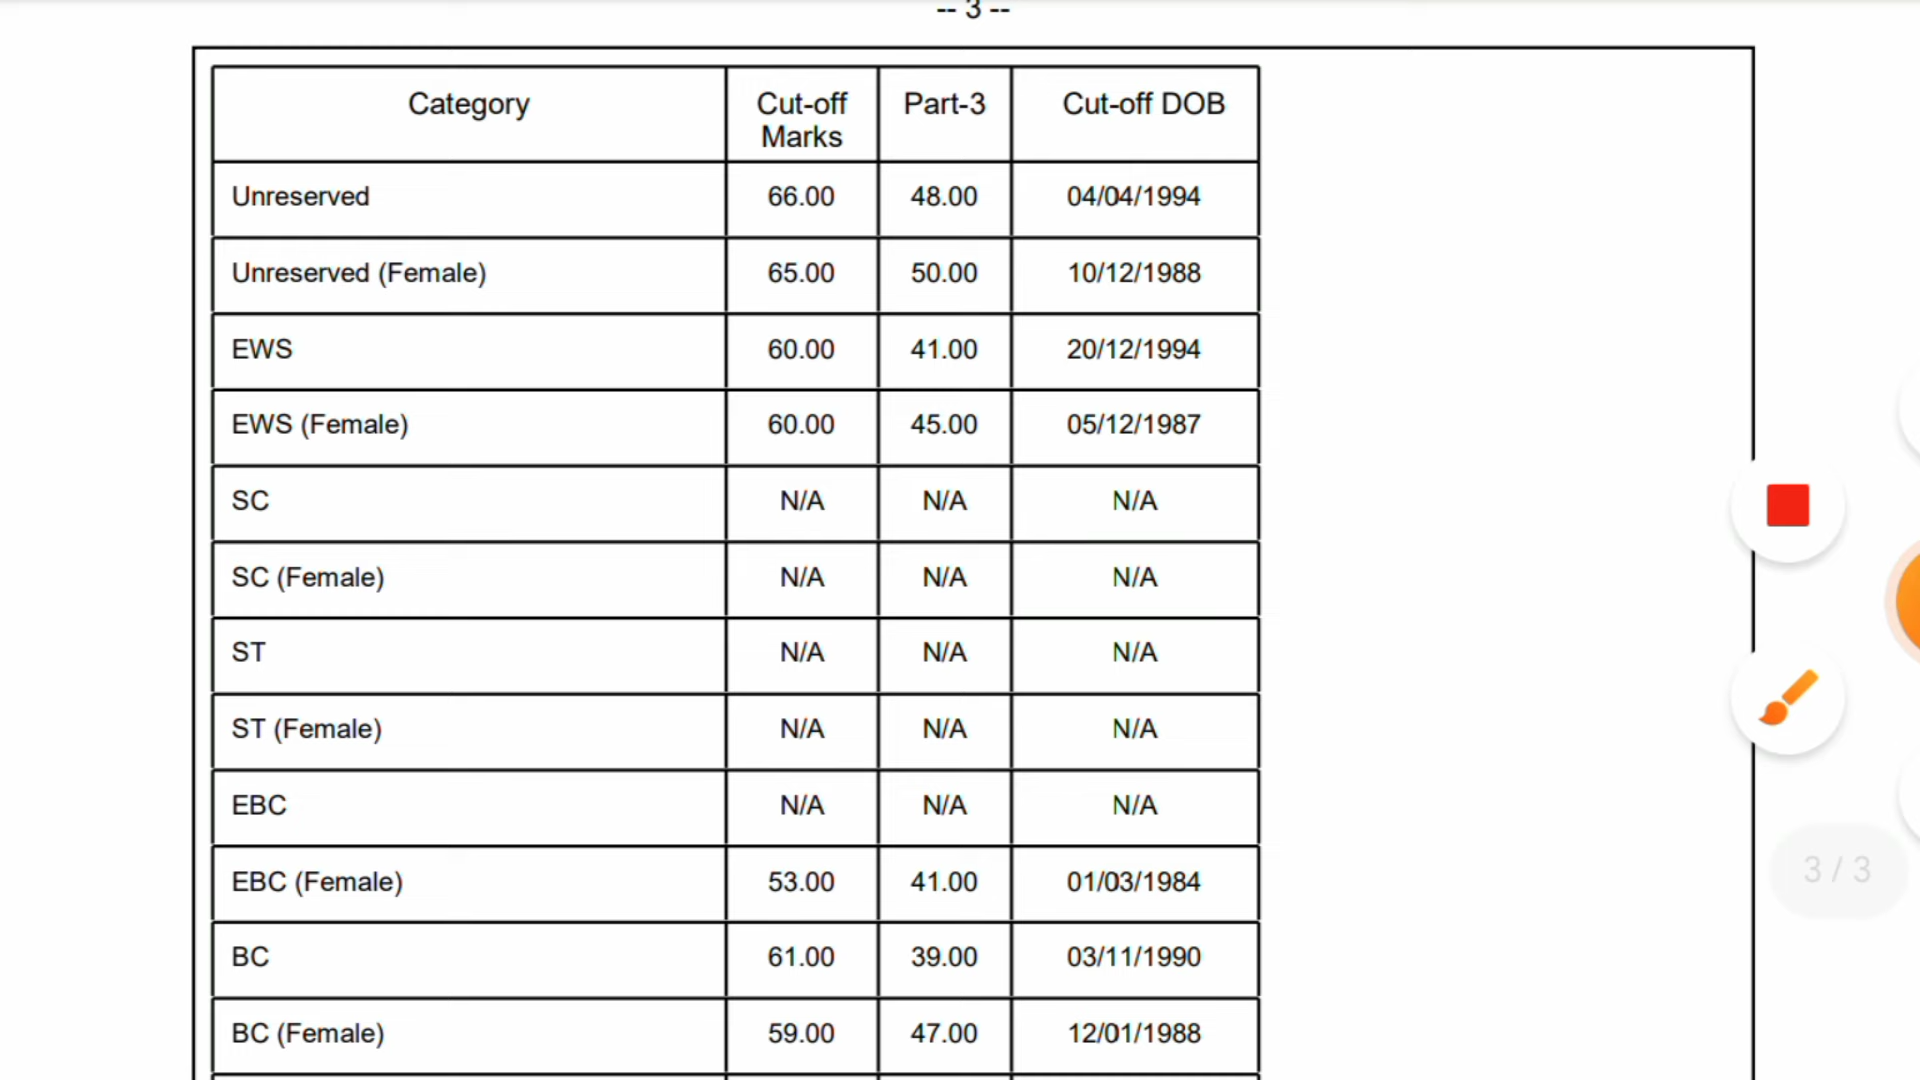 -- 3 --
Category Cut-off Marks Part-3 Cut-off DOB
Unreserved 66.00 48.00 04/04/1994
Unreserved (Female) 65.00 50.00 10/12/1988
EWS 60.00 41.00 20/12/1994
EWS (Female) 60.00 45.00 05/12/1987
SC N/A N/A N/A
SC (Female) N/A N/A N/A
ST N/A N/A N/A
ST (Female) N/A N/A N/A
EBC N/A N/A N/A
EBC (Female) 53.00 41.00 01/03/1984
BC 61.00 39.00 03/11/1990
BC (Female) 59.00 47.00 12/01/1988
3 / 3